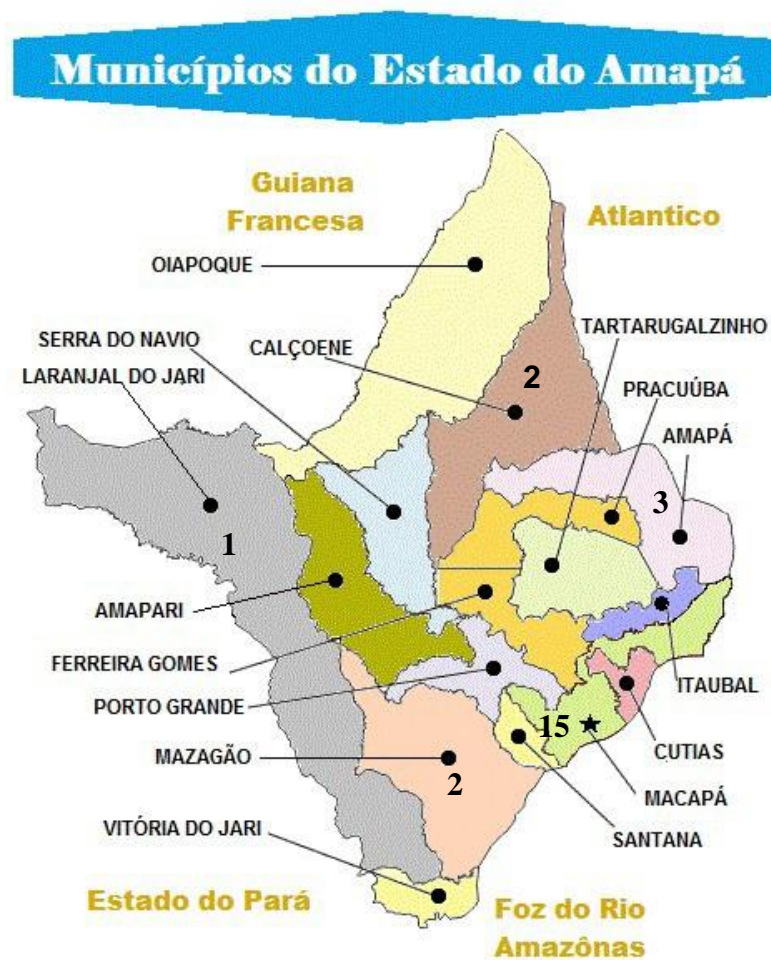 Municípios do Estado do Amapá
Guiana
Francesa
Atlantico
OIAPOQUE
TARTARUGALZINHO
SERRA DO NAVIO
CALÇOENE
2
LARANJAL DO JARI
PRACUÚBA
AMAPÁ
3
1
AMAPARI
FERREIRA GOMES
ITAUBAL
PORTO GRANDE
15
CUTIAS
MAZAGÃO
2
MACAPÁ
VITÓRIA DO JARI
SANTANA
Estado do Pará
Foz do Rio
Amazônas